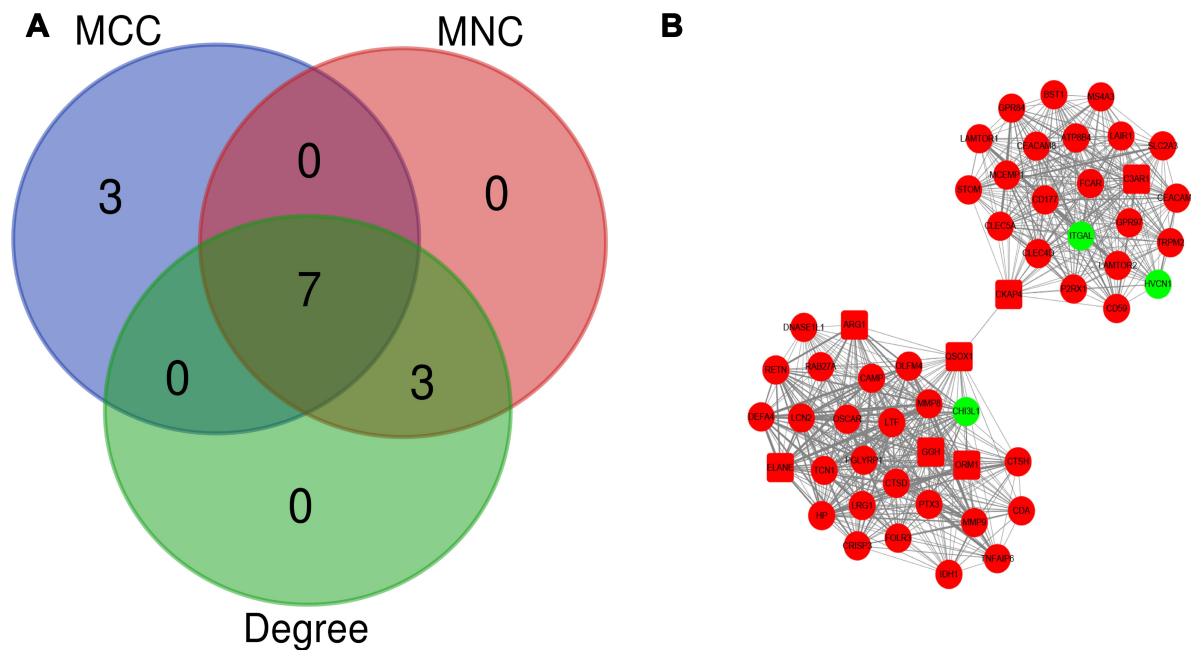 A
MCC
MNC
0
3
0
7
0
3
0
Degree
B
BST1
MS4A3
GPR84
LAMTOR1
CEACAM8
ATP8B4
LAIR1
SLC2A3
MCEMP1
STOM
FCAR
C3AR1
CD177
CEACAM
CLEC5A
GPR97
ITGAL
TRPM2
CLEC4D
LAMTOR2
HVCN1
P2RX1
CKAP4
CD59
DNASE1L1
ARG1
QSOX1
RETN
RAB27A
CAMP
OLFM4
DEFA4
LCN2
OSCAR
LTF
MMP8
CHI3L1
GGH
ELANE
TCN1
PGLYRP1
ORM1
CTSH
CTSD
HP
LRG1
PTX3
MMP9
CDA
CRISP3
FOLR3
TNFAIP6
IDH1